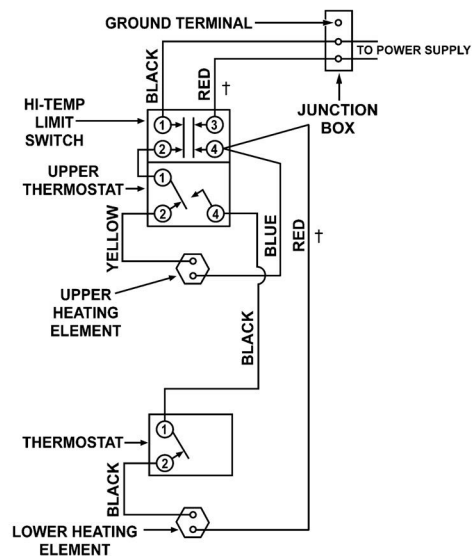 GROUND TERMINAL
TO POWER SUPPLY
BLACK
RED †
JUNCTION
BOX
HI-TEMP
LIMIT
SWITCH
1
3
2
4
UPPER
THERMOSTAT
1
2
4
YELLOW
BLUE
RED †
UPPER
HEATING
ELEMENT
BLACK
THERMOSTAT
1
2
BLACK
LOWER HEATING
ELEMENT